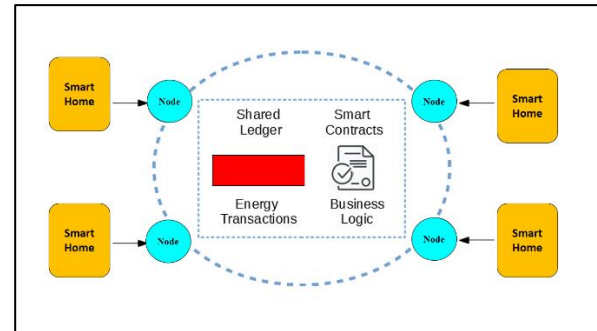 Smart
Home
Node
Node
Smart
Home
Shared
Ledger
Smart
Contracts
Energy
Transactions
Business
Logic
Smart
Home
Node
Node
Smart
Home